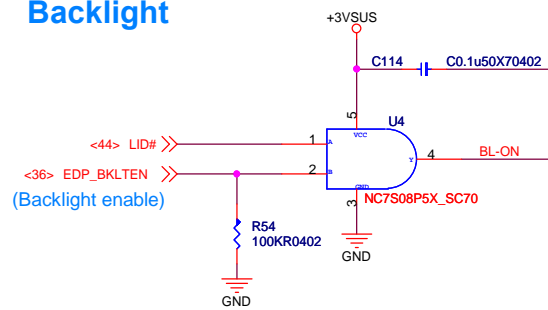 Backlight
+3VSUS
C114 C0.1u50X70402
5
U4
VCC
<44> LID#
1
A
<36> EDP_BKLTEN
2
B
Y
4
BL-ON
(Backlight enable)
GND
3
NC7S08P5X_SC70
R54
100KR0402
GND
GND